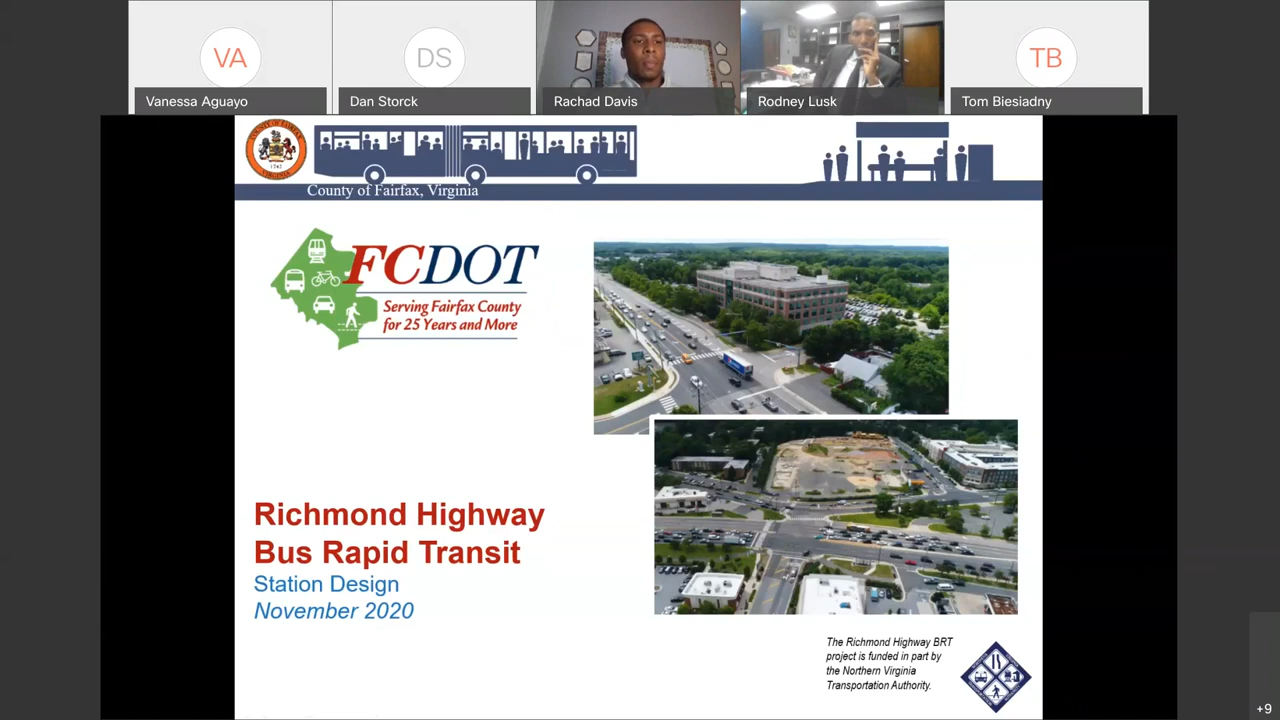 VA
DS
TB
Vanessa Aguayo
Dan Storck
Rachad Davis
Rodney Lusk
Tom Biesiadny
County of Fairfax, Virginia
FCDOT
Serving Fairfax County
for 25 Years and More
Richmond Highway
Bus Rapid Transit
Station Design
November 2020
The Richmond Highway BRT
project is funded in part by
the Northern Virginia
Transportation Authority.
+9